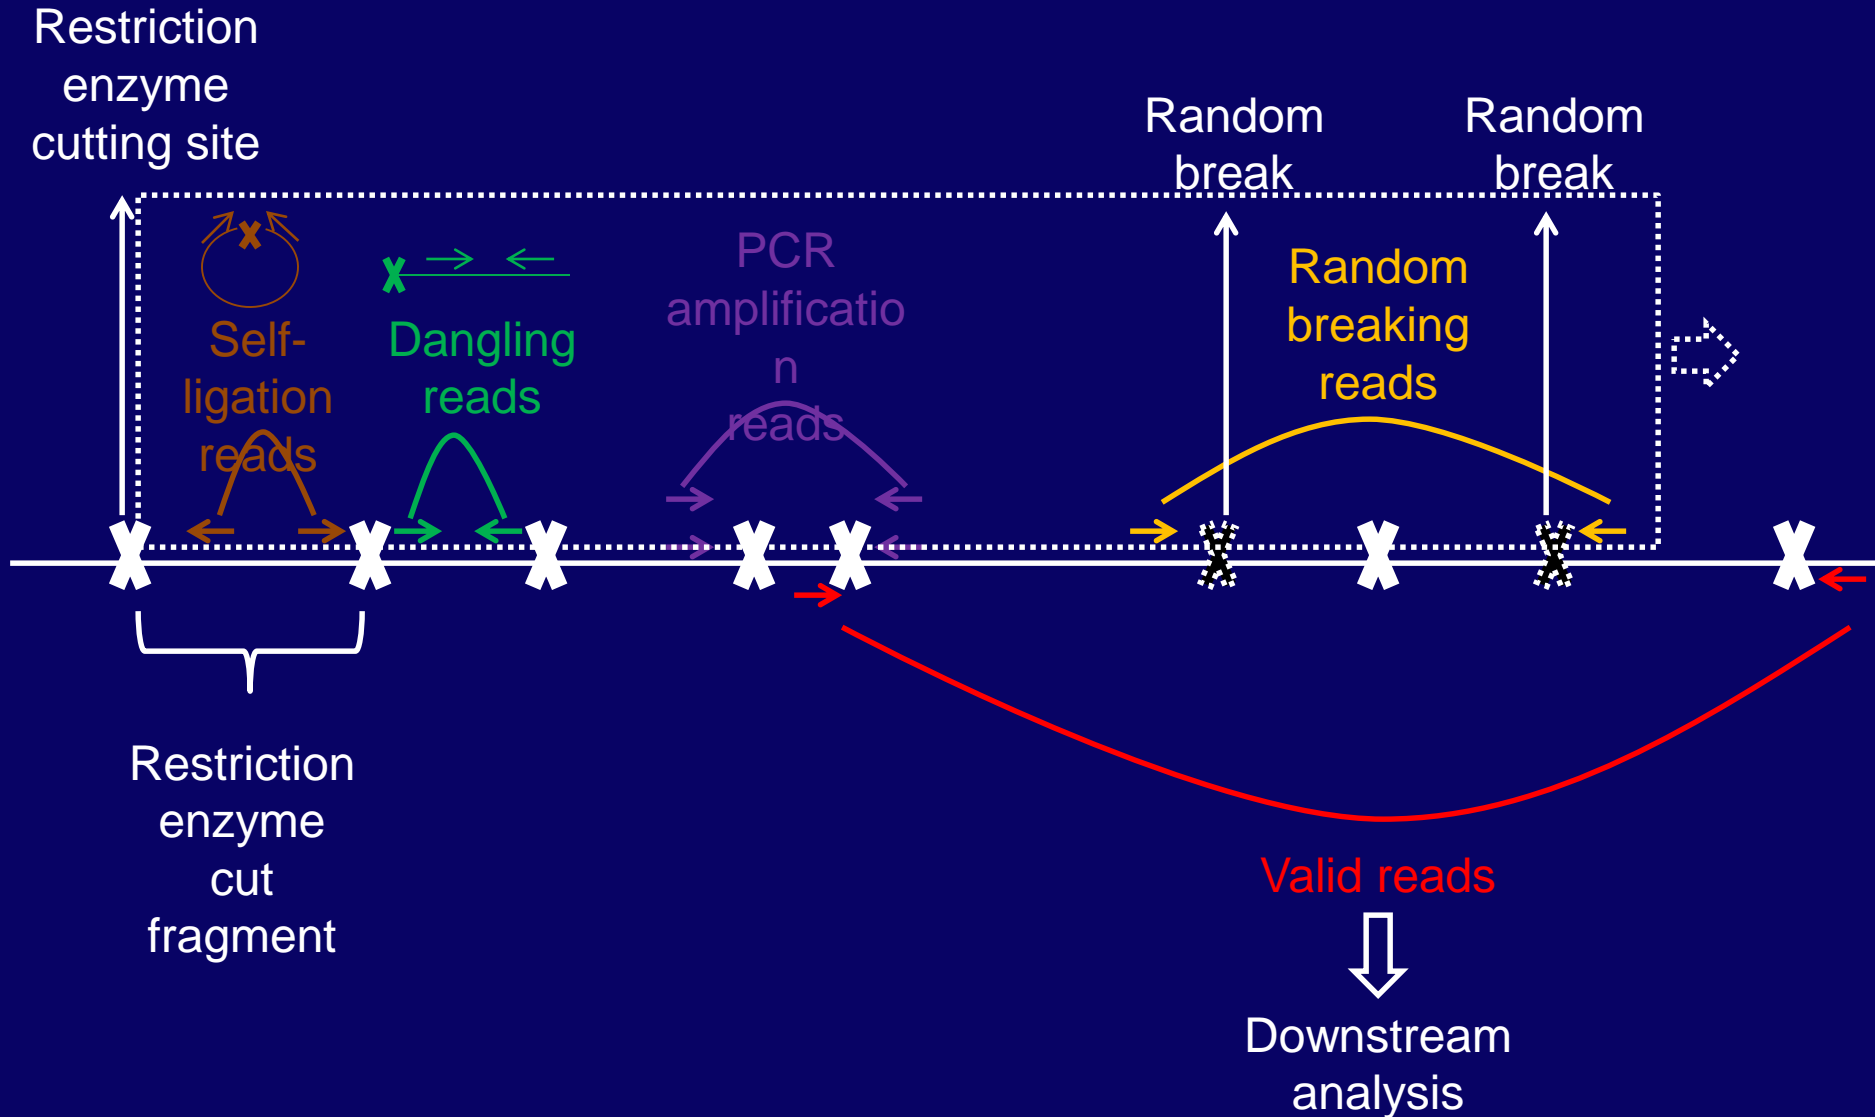 Restriction
enzyme
cutting site
Random
break
Random
break
Self-
ligation
reads
Dangling
reads
PCR
amplificatio
n
reads
Random
breaking
reads
Restriction
enzyme
cut
fragment
Valid reads
Downstream
analysis